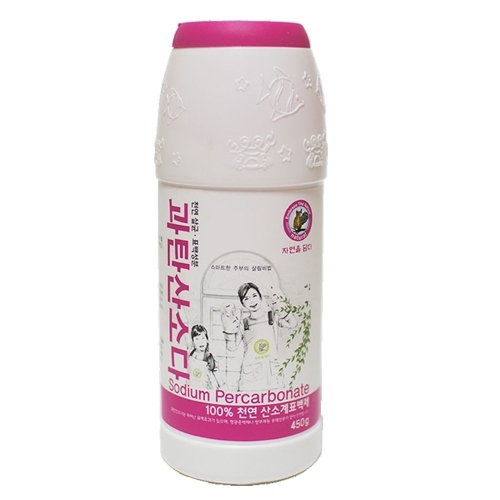 천연 살균·표백성분
과탄산소다
자연을 담다
스마트한 주부의 살림비법
Sodium Percarbonate
100% 천연 산소계표백제
450g